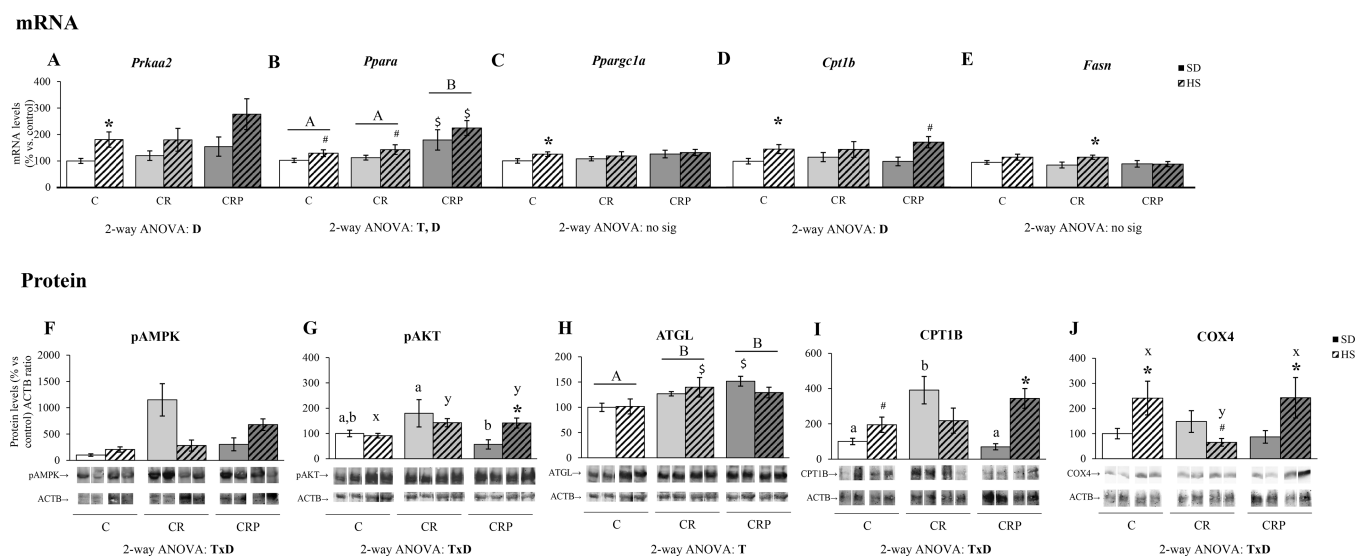 mRNA
A B C D E
Prkaa2 Ppara Ppargc1a Cpt1b Fasn
SD
HS
mRNA levels
(% vs. control)
400
300
200
100
0
* A # A # B $ $ * * # *
C CR CRP C CR CRP C CR CRP C CR CRP C CR CRP
2-way ANOVA: D 2-way ANOVA: T, D 2-way ANOVA: no sig 2-way ANOVA: D 2-way ANOVA: no sig
Protein
F G H I J
pAMPK pAKT ATGL CPT1B COX4
SD
HS
Protein levels (% vs
control) ACTB ratio
2000 400 200 600 400
1500 300 150 400 300
1000 200 100 200 200
500 100 50 0 100
0 0 0 0
a,b x a y b y * A B $ $ B a # b a * x * y # x *
pAMPK→ pAKT→ ATGL→ CPT1B→ COX4→
ACTB→ ACTB→ ACTB→ ACTB→ ACTB→
C CR CRP C CR CRP C CR CRP C CR CRP C CR CRP
2-way ANOVA: TxD 2-way ANOVA: TxD 2-way ANOVA: T 2-way ANOVA: TxD 2-way ANOVA: TxD